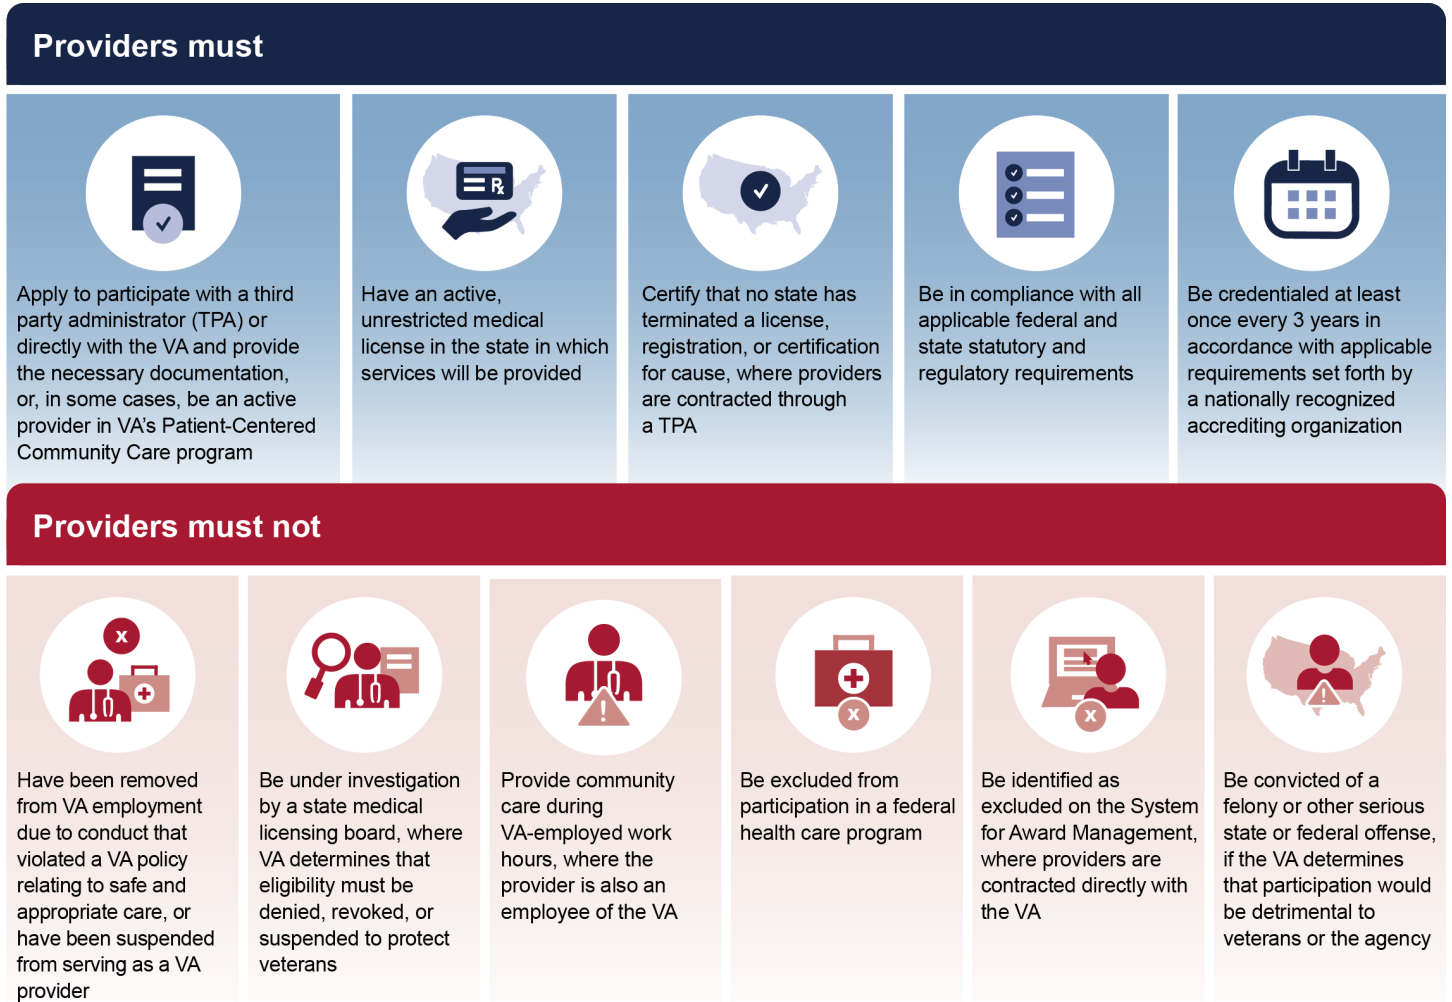 Providers must
℞
Apply to participate with a third
party administrator (TPA) or
directly with the VA and provide
the necessary documentation,
or, in some cases, be an active
provider in VA's Patient-Centered
Community Care program
Have an active,
unrestricted medical
license in the state in which
services will be provided
Certify that no state has
terminated a license,
registration, or certification
for cause, where providers
are contracted through
a TPA
Be in compliance with all
applicable federal and
state statutory and
regulatory requirements
Be credentialed at least
once every 3 years in
accordance with applicable
requirements set forth by
a nationally recognized
accrediting organization
Providers must not
x
!
x
x
!
Have been removed
from VA employment
due to conduct that
violated a VA policy
relating to safe and
appropriate care, or
have been suspended
from serving as a VA
provider
Be under investigation
by a state medical
licensing board, where
VA determines that
eligibility must be
denied, revoked, or
suspended to protect
veterans
Provide community
care during
VA-employed work
hours, where the
provider is also an
employee of the VA
Be excluded from
participation in a federal
health care program
Be identified as
excluded on the System
for Award Management,
where providers are
contracted directly with
the VA
Be convicted of a
felony or other serious
state or federal offense,
if the VA determines
that participation would
be detrimental to
veterans or the agency